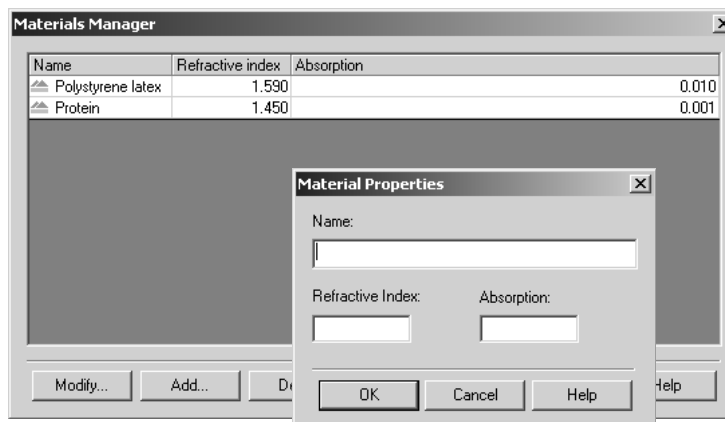 Materials Manager
Name Refractive index Absorption
Polystyrene latex 1.590 0.010
Protein 1.450 0.001
Material Properties
Name:
Refractive Index: Absorption:
OK Cancel Help
Modify... Add...